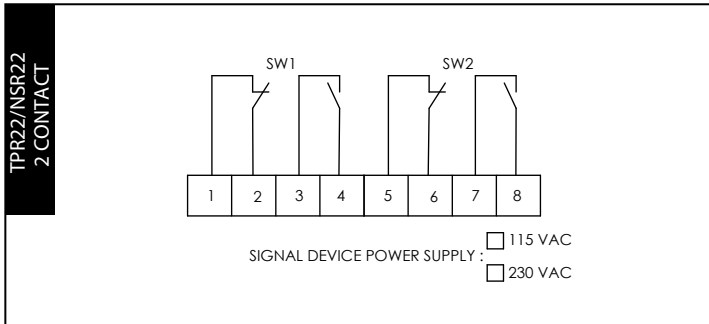 TPR22/NSR22
2 CONTACT
SW1 SW2
1 2 3 4 5 6 7 8
SIGNAL DEVICE POWER SUPPLY :
115 VAC
230 VAC